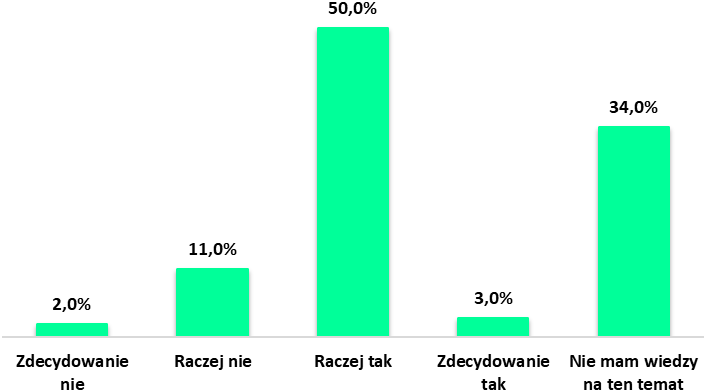 50,0%
34,0%
11,0%
2,0%
3,0%
Zdecydowanie
nie
Raczej nie
Raczej tak
Zdecydowanie
tak
Nie mam wiedzy
na ten temat